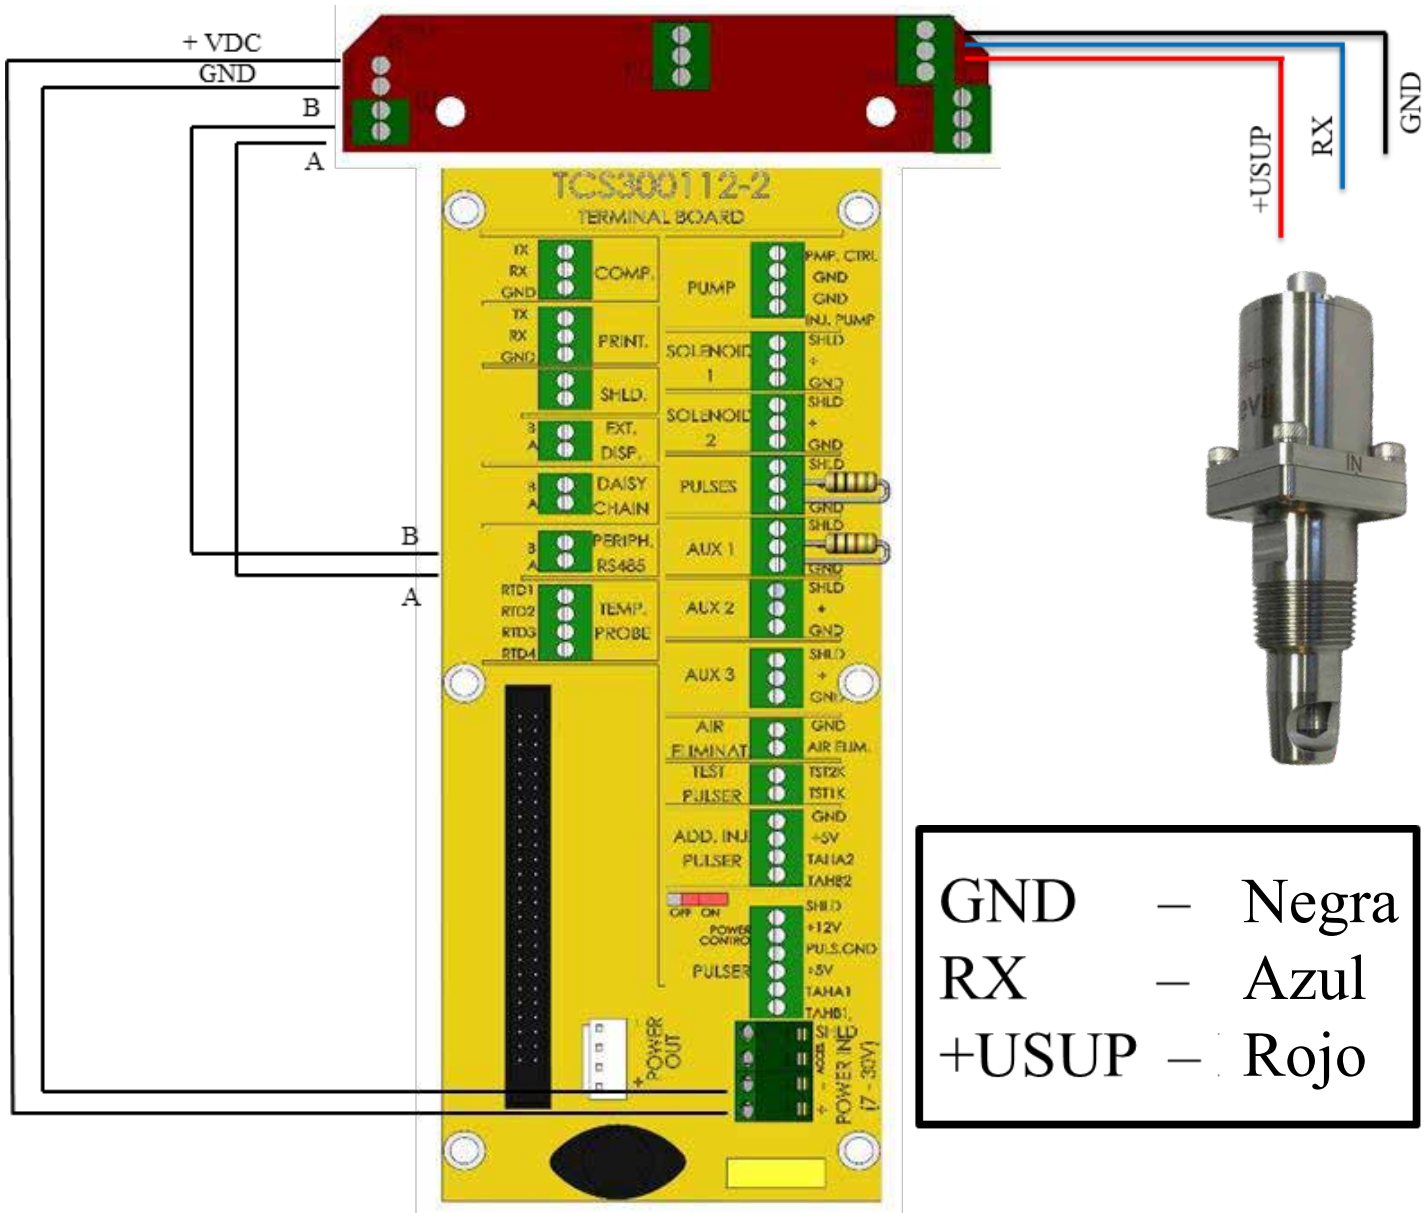 + VDC
GND
B
A
+USUP
RX
GND
TCS300112-2
TERMINAL BOARD
TX
RX
GND
COMP.
TX
RX
GND
PRINT.
SHLD.
B
A
EXT.
DISP.
B
A
DAISY
CHAIN
B
A
B
A
PERIPH.
RS485
RTD1
RTD2
RTD3
RTD4
TEMP.
PROBE
PUMP
PMP. CTRL
GND
GND
INJ. PUMP
SOLENOID
1
SHLD
+
GND
SOLENOID
2
SHLD
+
GND
PULSES
SHLD
GND
AUX 1
SHLD
GND
AUX 2
SHLD
+
GND
AUX 3
SHLD
+
GND
AIR
ELIMINAT
GND
AIR ELIM.
TEST
PULSER
TST2K
TST1K
ADD. INJ.
PULSER
GND
+5V
TAHA2
TAHB2
OFF ON
POWER
CONTRO
PULSER
SHLD
+12V
PULS.GND
+5V
TAHA1
TAHB1
POWER
OUT
+
SHLD
ACCES.
-
+
POWER IN
(7 - 30V)
IN
GND – Negra
RX – Azul
+USUP – Rojo